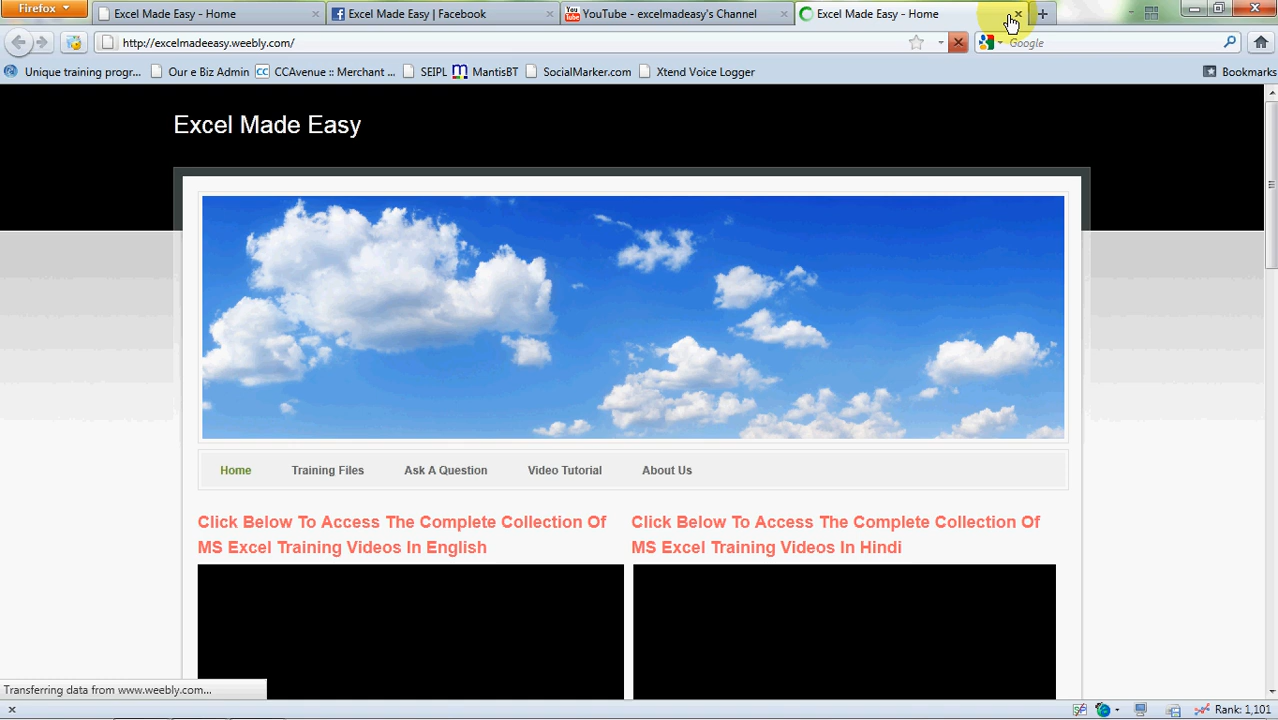 Firefox
Excel Made Easy - Home
Excel Made Easy | Facebook
YouTube - excelmadeasy's Channel
Excel Made Easy - Home
http://excelmadeeasy.weebly.com/
Google
Unique training progr...
Our e Biz Admin
CCAvenue :: Merchant ...
SEIPL
MantisBT
SocialMarker.com
Xtend Voice Logger
Bookmarks
Excel Made Easy
Home
Training Files
Ask A Question
Video Tutorial
About Us
Click Below To Access The Complete Collection Of
MS Excel Training Videos In English
Click Below To Access The Complete Collection Of
MS Excel Training Videos In Hindi
Transferring data from www.weebly.com...
Rank: 1,101